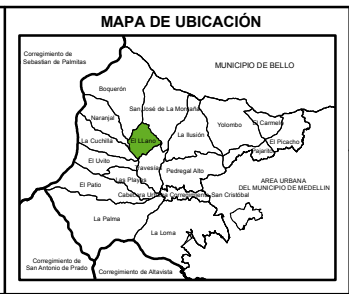 MAPA DE UBICACIÓN
Corregimiento de
Sebastian de Palmitas
MUNICIPIO DE BELLO
Boquerón
San José de La Montaña
Naranjal
Yolombo
El Carmelo
La Cuchilla
El LLano
La Ilusión
El Picacho
Pajarito
El Uvito
Travesías
Pedregal Alto
El Patio
Las Playas
AREA URBANA
DEL MUNICIPIO DE MEDELLIN
Cabecera Urbana Corregimiento San Cristóbal
La Palma
La Loma
Corregimiento de
San Antonio de Prado
Corregimiento de Altavista